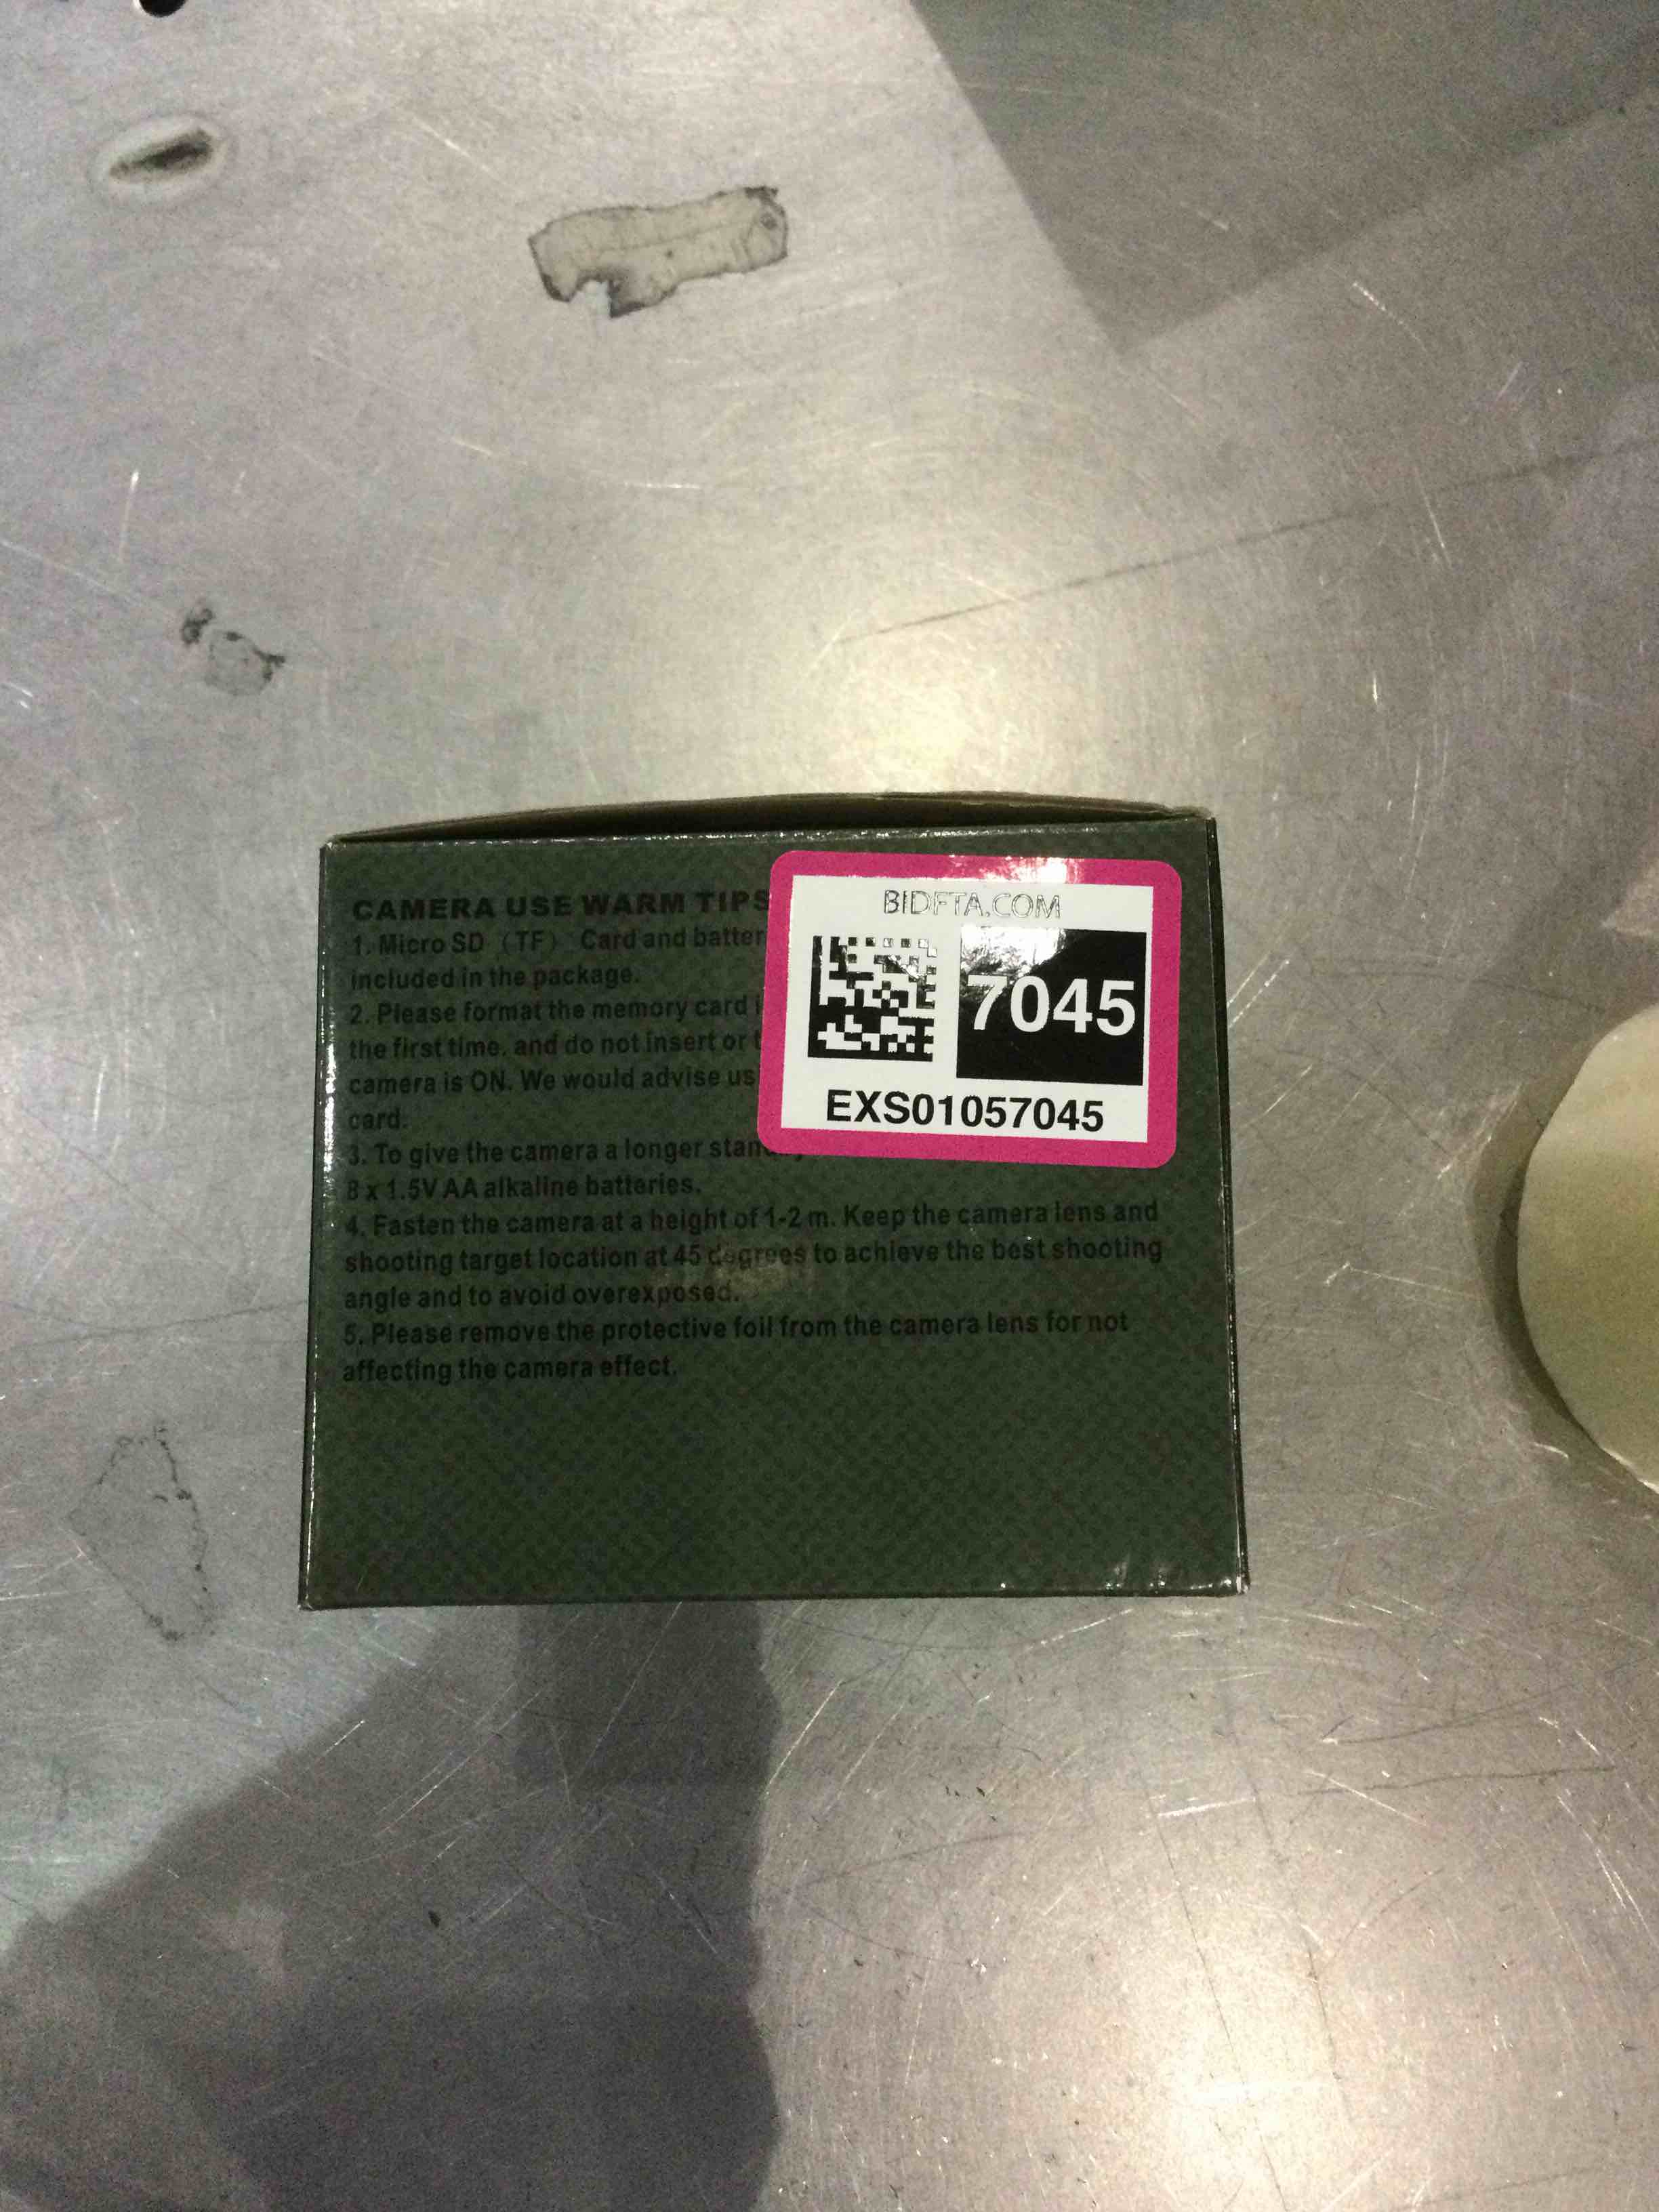 CAMERA USE WARM TIPS
1. Micro SD （TF） Card and batter
included in the package.
2. Please format the memory card i
the first time, and do not insert or t
camera is ON. We would advise us
card.
3. To give the camera a longer stan
8 x 1.5V AA alkaline batteries.
4. Fasten the camera at a height of 1-2 m. Keep the camera lens and
shooting target location at 45 degrees to achieve the best shooting
angle and to avoid overexposed.
5. Please remove the protective foil from the camera lens for not
affecting the camera effect.
BIDFTA.COM
7045
EXS01057045